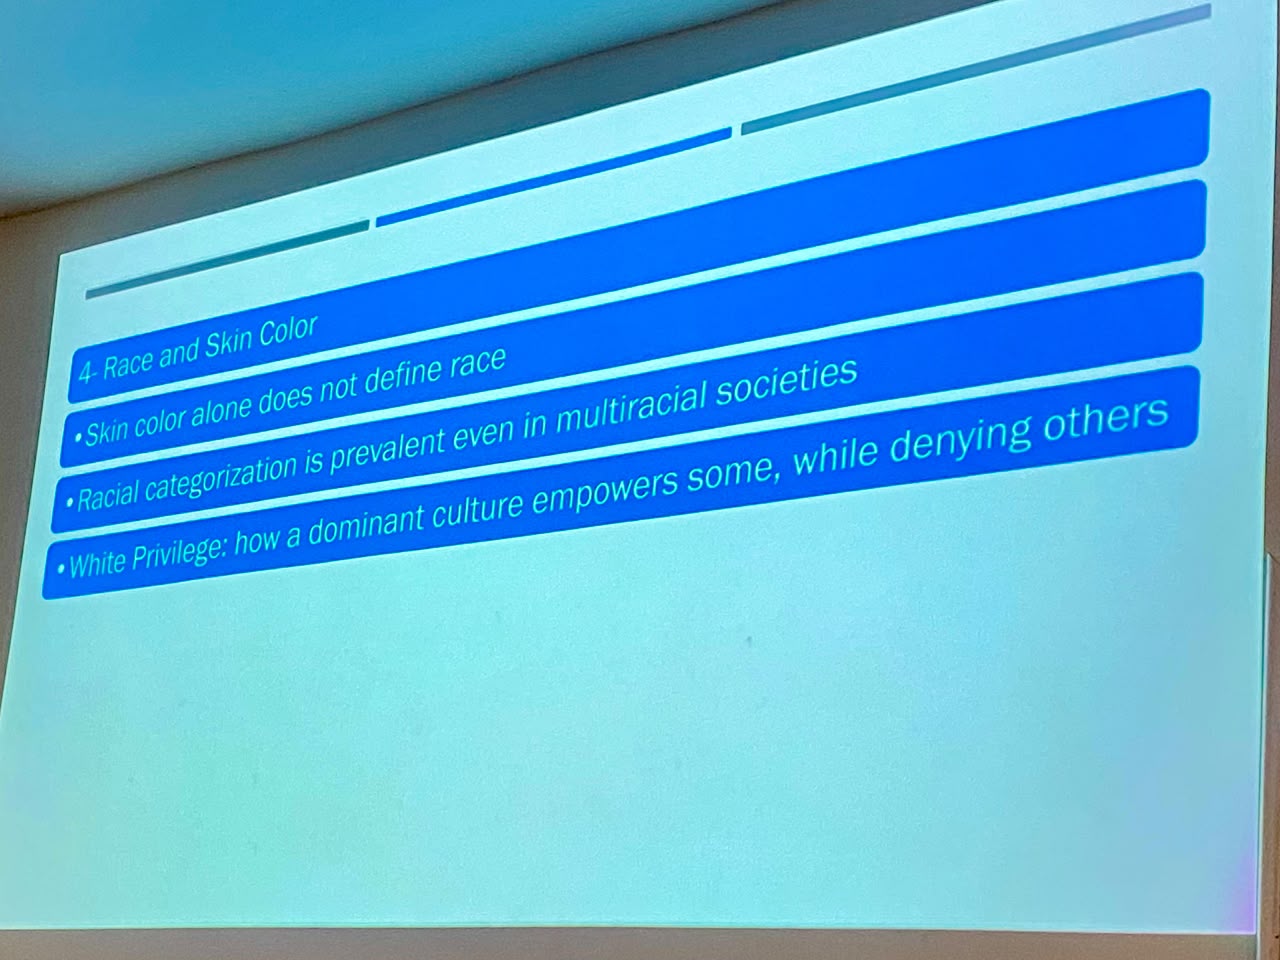 4- Race and Skin Color
•Skin color alone does not define race
•Racial categorization is prevalent even in multiracial societies
•White Privilege: how a dominant culture empowers some, while denying others